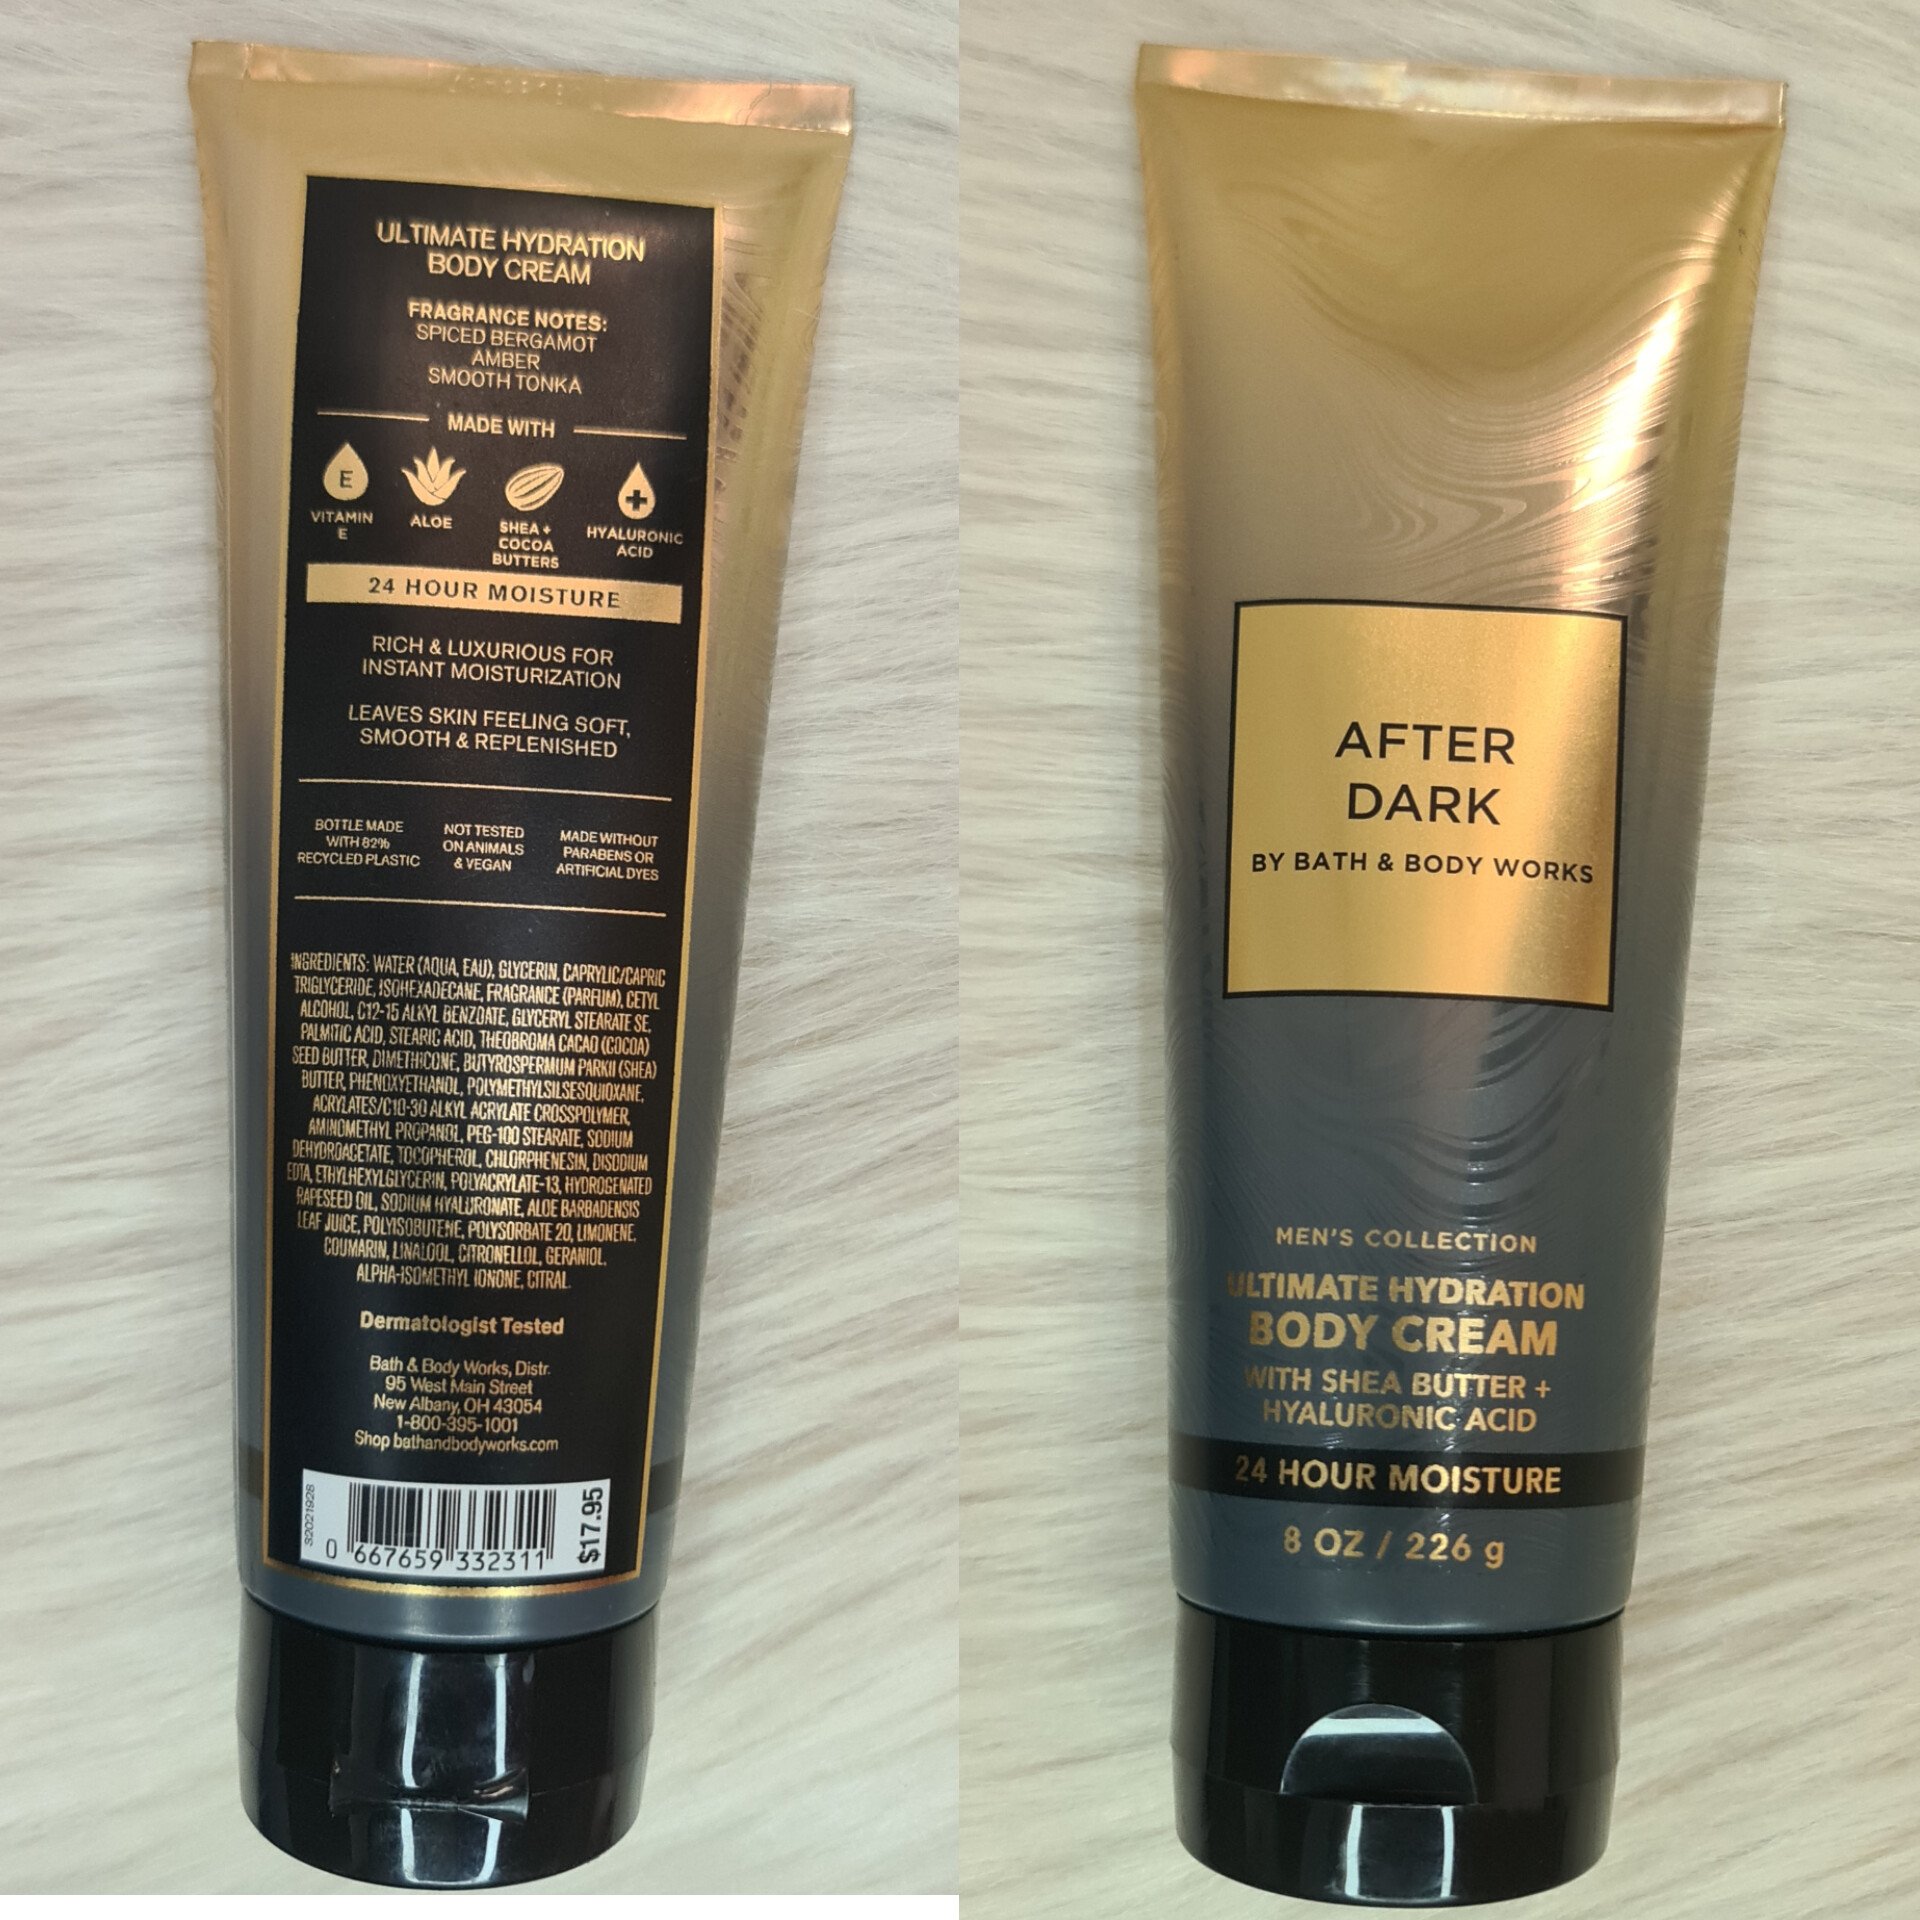 ULTIMATE HYDRATION
BODY CREAM
FRAGRANCE NOTES:
SPICED BERGAMOT
AMBER
SMOOTH TONKA
MADE WITH
E
VITAMIN
E
ALOE
SHEA +
COCOA
BUTTERS
HYALURONIC
ACID
24 HOUR MOISTURE
RICH & LUXURIOUS FOR
INSTANT MOISTURIZATION
LEAVES SKIN FEELING SOFT,
SMOOTH & REPLENISHED
BOTTLE MADE
WITH 82%
RECYCLED PLASTIC
NOT TESTED
ON ANIMALS
& VEGAN
MADE WITHOUT
PARABENS OR
ARTIFICIAL DYES
INGREDIENTS: WATER (AQUA, EAU), GLYCERIN, CAPRYLIC/CAPRIC
TRIGLYCERIDE, ISOHEXADECANE, FRAGRANCE (PARFUM), CETYL
ALCOHOL, C12-15 ALKYL BENZOATE, GLYCERYL STEARATE SE,
PALMITIC ACID, STEARIC ACID, THEOBROMA CACAO (COCOA)
SEED BUTTER, DIMETHICONE, BUTYROSPERMUM PARKII (SHEA)
BUTTER, PHENOXYETHANOL, POLYMETHYLSILSESQUIOXANE,
ACRYLATES/C10-30 ALKYL ACRYLATE CROSSPOLYMER,
AMINOMETHYL PROPANOL, PEG-100 STEARATE, SODIUM
DEHYDROACETATE, TOCOPHEROL, CHLORPHENESIN, DISODIUM
EDTA, ETHYLHEXYLGLYCERIN, POLYACRYLATE-13, HYDROGENATED
RAPESEED OIL, SODIUM HYALURONATE, ALOE BARBADENSIS
LEAF JUICE, POLYISOBUTENE, POLYSORBATE 20, LIMONENE,
COUMARIN, LINALOOL, CITRONELLOL, GERANIOL,
ALPHA-ISOMETHYL IONONE, CITRAL.
Dermatologist Tested
Bath & Body Works, Distr.
95 West Main Street
New Albany, OH 43054
1-800-395-1001
Shop bathandbodyworks.com
32021928
0 667659 332311
$17.95
AFTER
DARK
BY BATH & BODY WORKS
MEN'S COLLECTION
ULTIMATE HYDRATION
BODY CREAM
WITH SHEA BUTTER +
HYALURONIC ACID
24 HOUR MOISTURE
8 OZ / 226 g